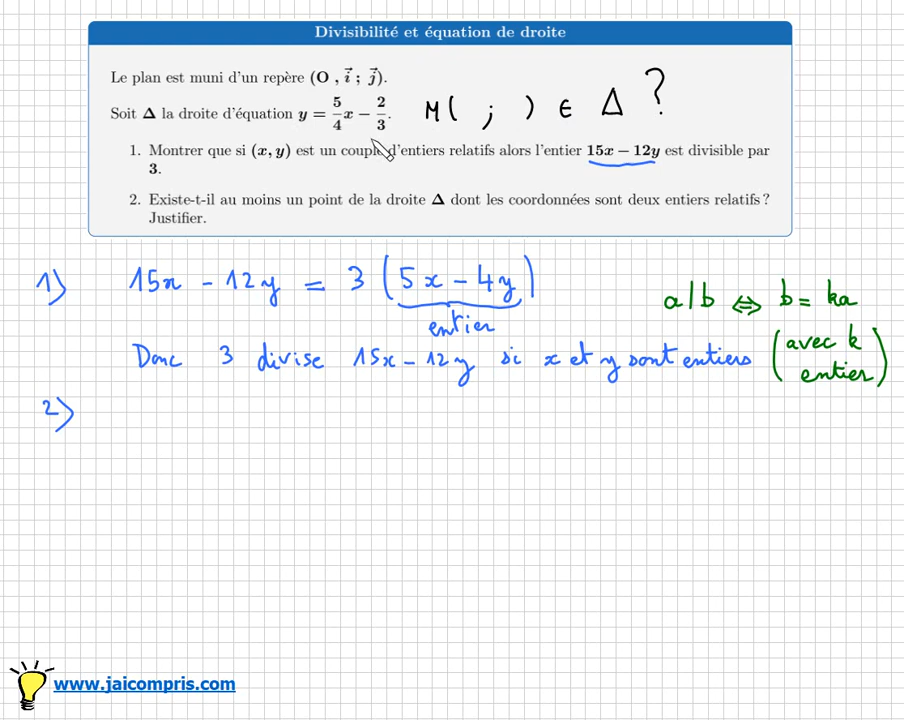 Divisibilité et équation de droite
Le plan est muni d'un repère (O , i⃗ ; j⃗).
Soit Δ la droite d'équation y = 5/4 x − 2/3. M( ; ) ∈ Δ ?
1. Montrer que si (x, y) est un couple d'entiers relatifs alors l'entier 15x − 12y est divisible par
3.
2. Existe-t-il au moins un point de la droite Δ dont les coordonnées sont deux entiers relatifs ?
Justifier.
1) 15x − 12y = 3 (5x − 4y)
entier
a|b ⇔ b = ka
(avec k
entier)
Donc 3 divise 15x − 12y si x et y sont entiers
2)
www.jaicompris.com